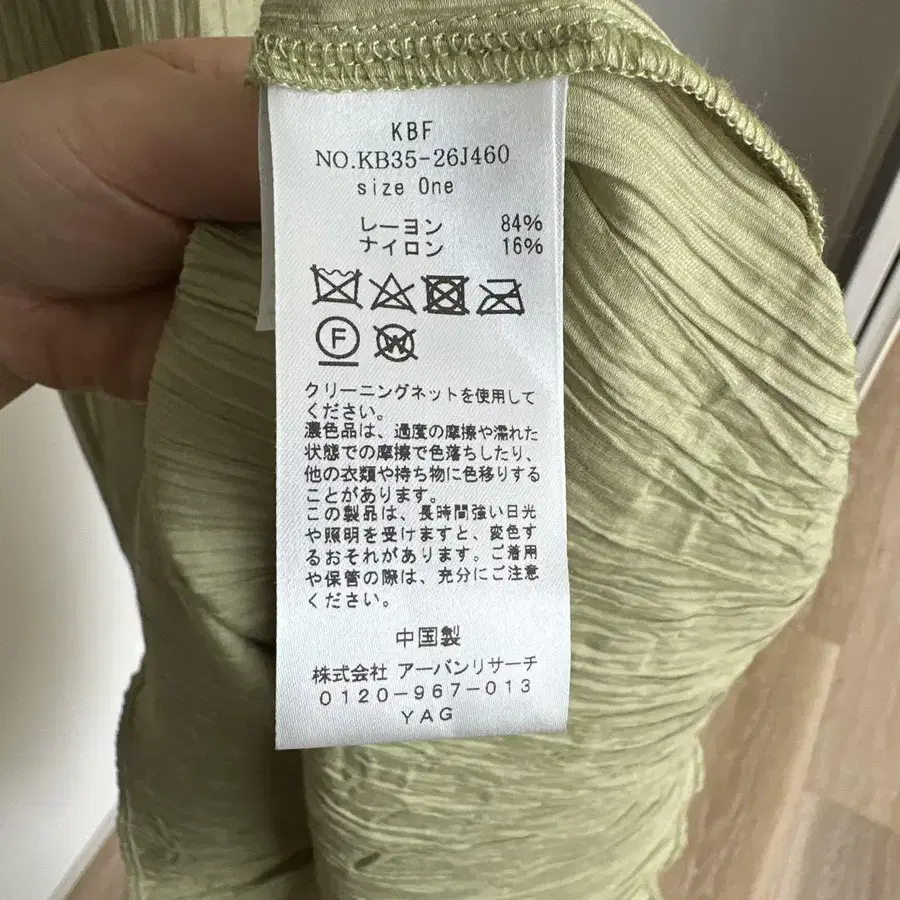 KBF
NO.KB35-26J460
size One
レーヨン 84%
ナイロン 16%
F W
クリーニングネットを使用して
ください。
濃色品は、過度の摩擦や濡れた
状態での摩擦で色落ちしたり、
他の衣類や持ち物に色移りする
ことがあります。
この製品は、長時間強い日光
や照明を受けますと、変色す
るおそれがあります。ご着用
や保管の際は、充分にご注意
ください。
中国製
株式会社 アーバンリサーチ
0120-967-013
YAG